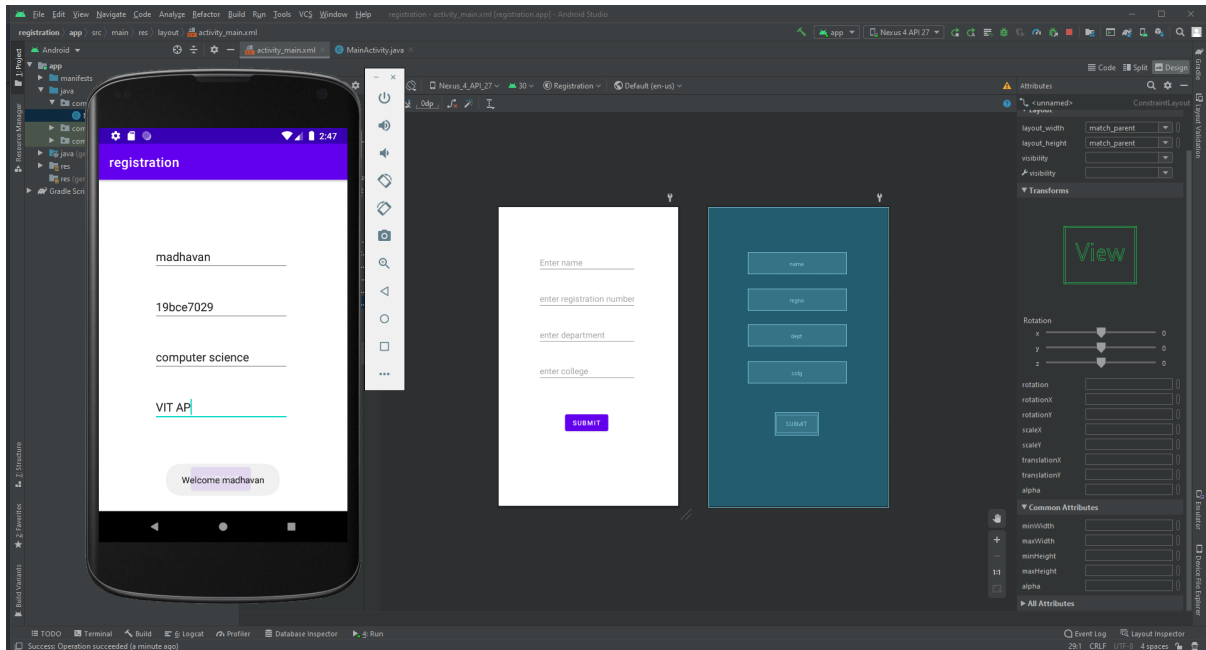 File Edit View Navigate Code Analyze Refactor Build Run Tools VCS Window Help registration - activity_main.xml [registration.app] - Android Studio
registration app src main res layout activity_main.xml
app Nexus 4 API 27
1: Project
Resource Manager
7: Structure
2: Favorites
Build Variants
Android
activity_main.xml
MainActivity.java
app
manifests
java
com
com
com
java (ge
res
res (ger
Gradle Scri
2:47
registration
madhavan
19bce7029
computer science
VIT AP
Welcome madhavan
Code Split Design
Nexus_4_API_27 30 Registration Default (en-us)
0dp
Enter name
enter registration number
enter department
enter college
SUBMIT
name
regno
dept
SUBMIT
1:1
Attributes
<unnamed> ConstraintLayout
Layout
layout_width match_parent
layout_height match_parent
visibility
visibility
Transforms
View
Rotation
x 0
y 0
z 0
rotation
rotationX
rotationY
scaleX
scaleY
translationX
translationY
alpha
Common Attributes
minWidth
maxWidth
minHeight
maxHeight
alpha
All Attributes
Gradle
Layout Validation
Emulator
Device File Explorer
TODO Terminal Build 6: Logcat Profiler Database Inspector 4: Run
Event Log Layout Inspector
Success: Operation succeeded (a minute ago)
29:1 CRLF UTF-8 4 spaces